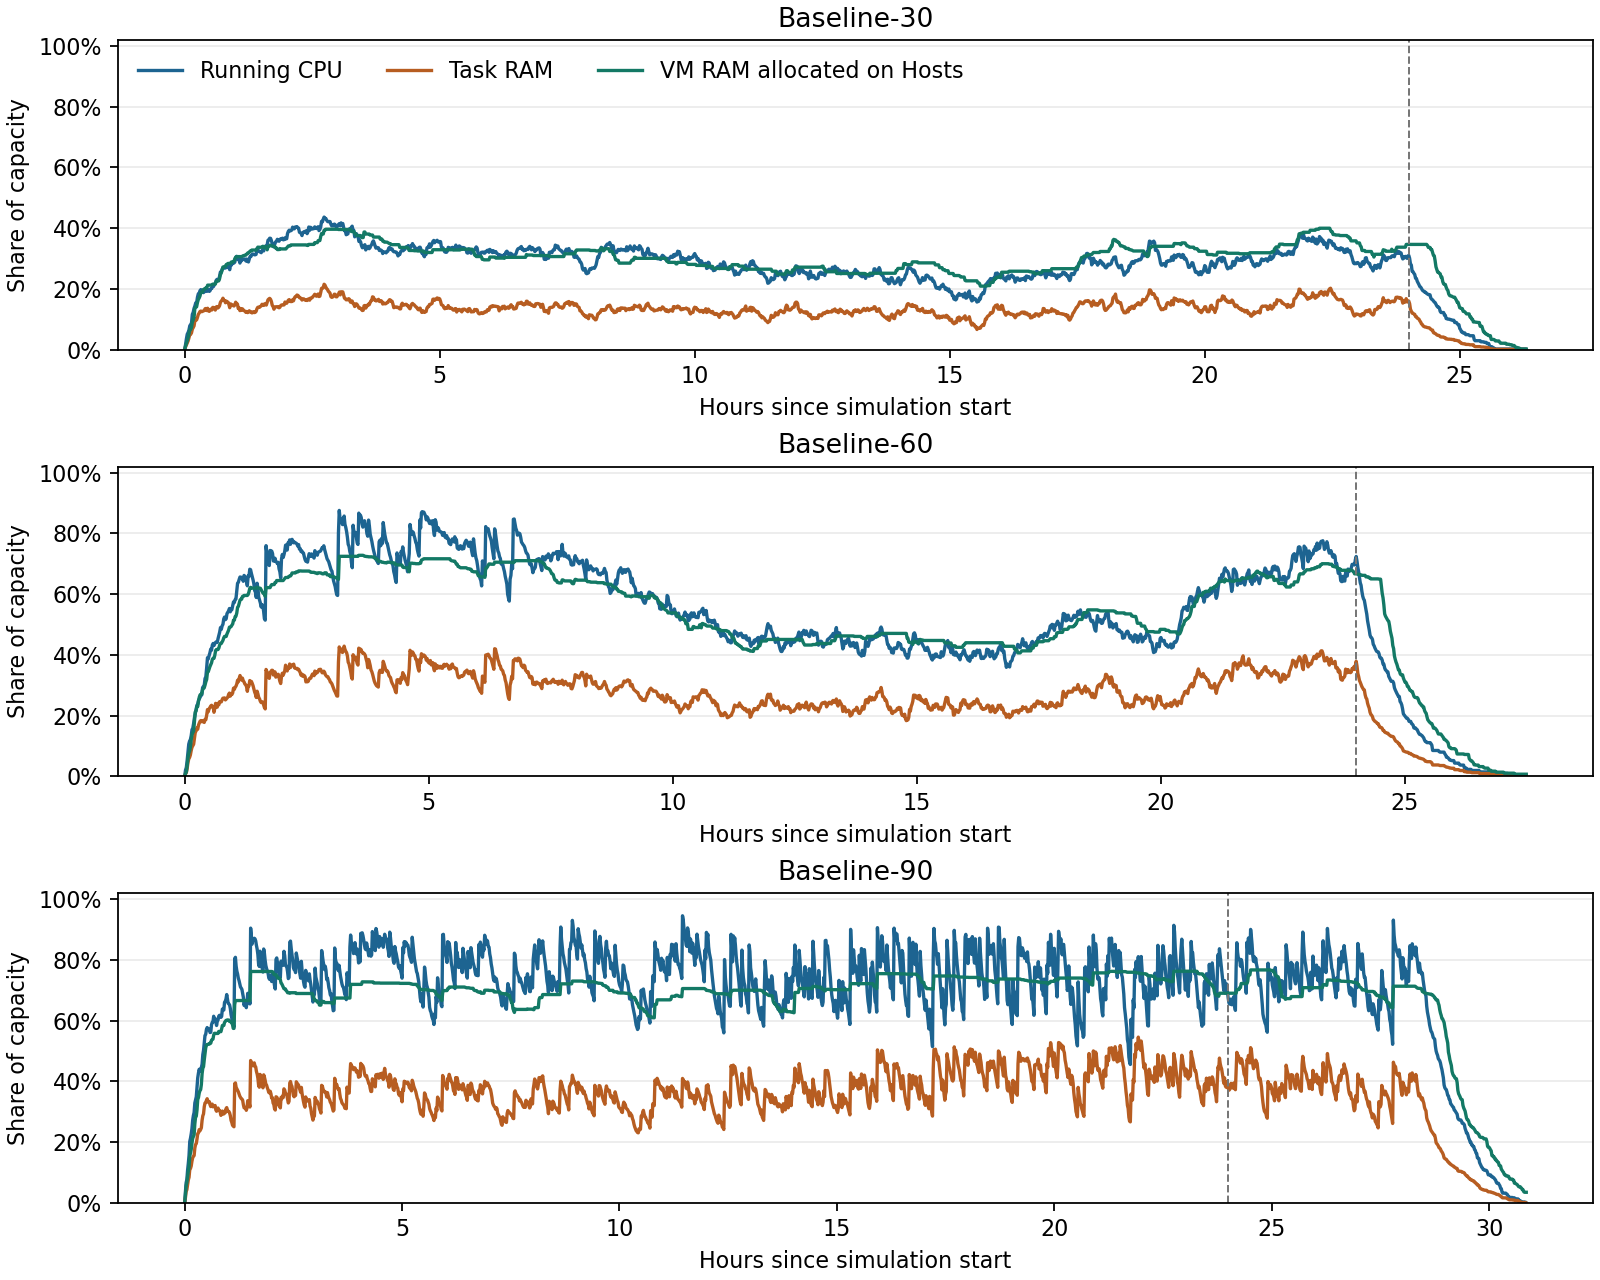 Baseline-30
100%
80%
60%
40%
20%
0%
Share of capacity
Running CPU Task RAM VM RAM allocated on Hosts
0 5 10 15 20 25
Hours since simulation start
Baseline-60
100%
80%
60%
40%
20%
0%
Share of capacity
0 5 10 15 20 25
Hours since simulation start
Baseline-90
100%
80%
60%
40%
20%
0%
Share of capacity
0 5 10 15 20 25 30
Hours since simulation start